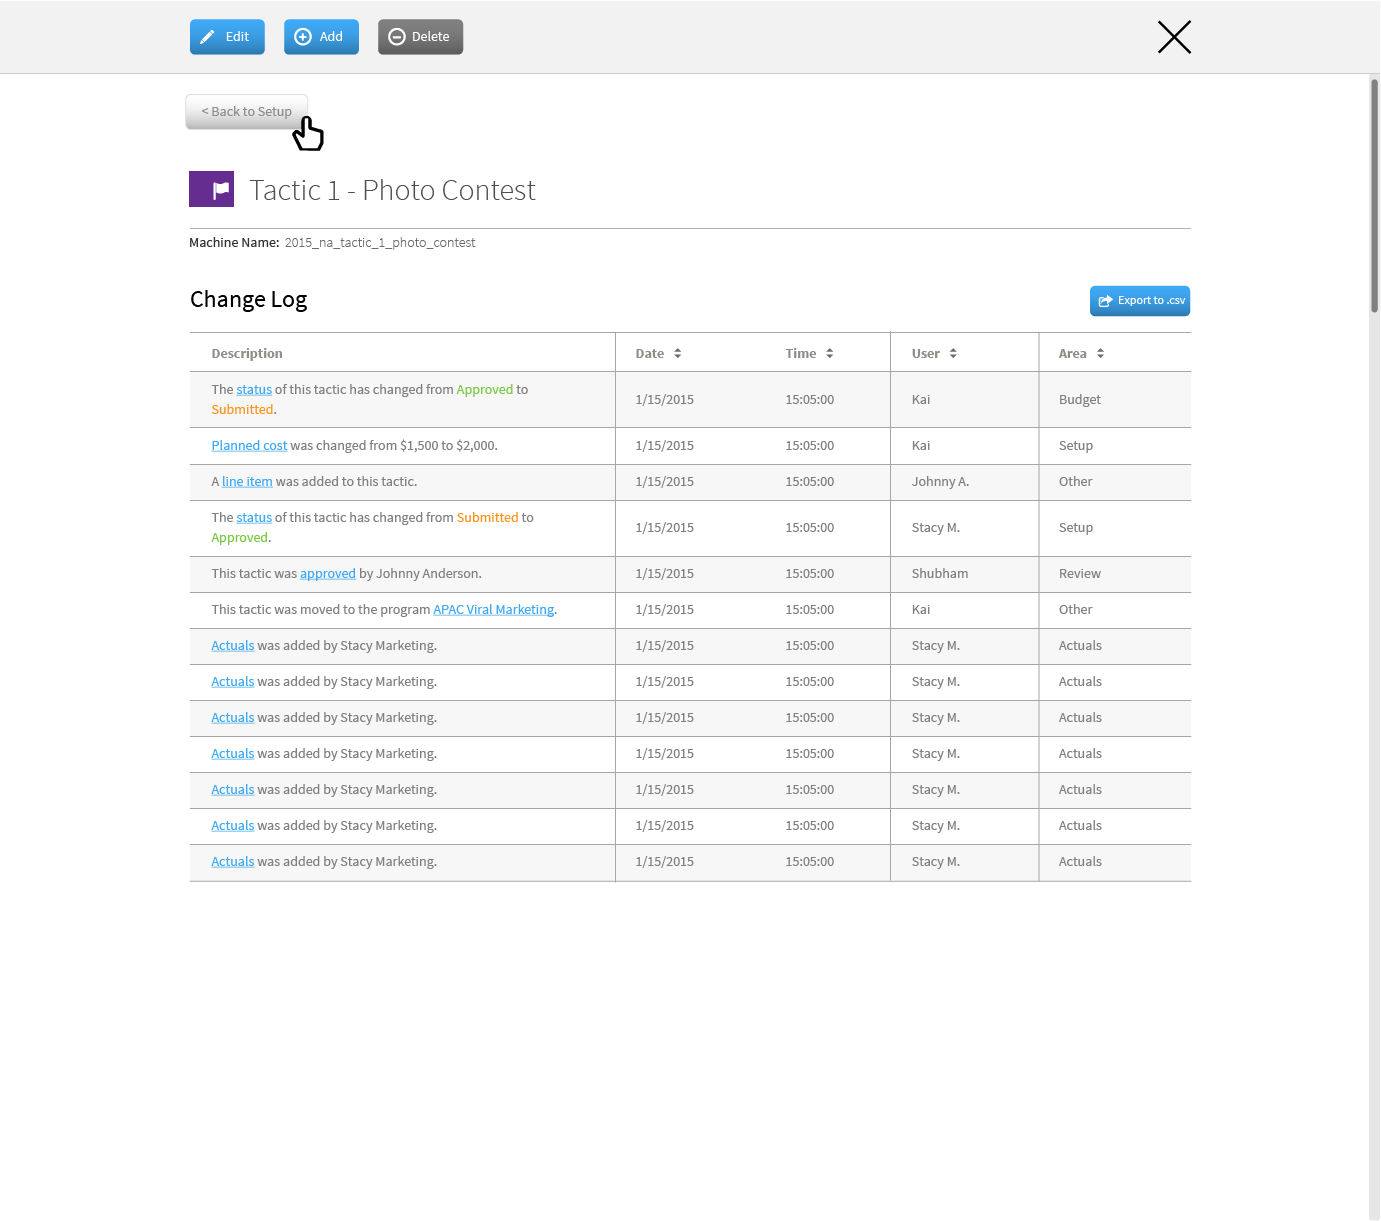 Edit Add Delete
< Back to Setup
Tactic 1 - Photo Contest
Machine Name: 2015_na_tactic_1_photo_contest
Change Log
Export to .csv
Description Date Time User Area
The status of this tactic has changed from Approved to
Submitted.
1/15/2015 15:05:00 Kai Budget
Planned cost was changed from $1,500 to $2,000. 1/15/2015 15:05:00 Kai Setup
A line item was added to this tactic. 1/15/2015 15:05:00 Johnny A. Other
The status of this tactic has changed from Submitted to
Approved.
1/15/2015 15:05:00 Stacy M. Setup
This tactic was approved by Johnny Anderson. 1/15/2015 15:05:00 Shubham Review
This tactic was moved to the program APAC Viral Marketing. 1/15/2015 15:05:00 Kai Other
Actuals was added by Stacy Marketing. 1/15/2015 15:05:00 Stacy M. Actuals
Actuals was added by Stacy Marketing. 1/15/2015 15:05:00 Stacy M. Actuals
Actuals was added by Stacy Marketing. 1/15/2015 15:05:00 Stacy M. Actuals
Actuals was added by Stacy Marketing. 1/15/2015 15:05:00 Stacy M. Actuals
Actuals was added by Stacy Marketing. 1/15/2015 15:05:00 Stacy M. Actuals
Actuals was added by Stacy Marketing. 1/15/2015 15:05:00 Stacy M. Actuals
Actuals was added by Stacy Marketing. 1/15/2015 15:05:00 Stacy M. Actuals